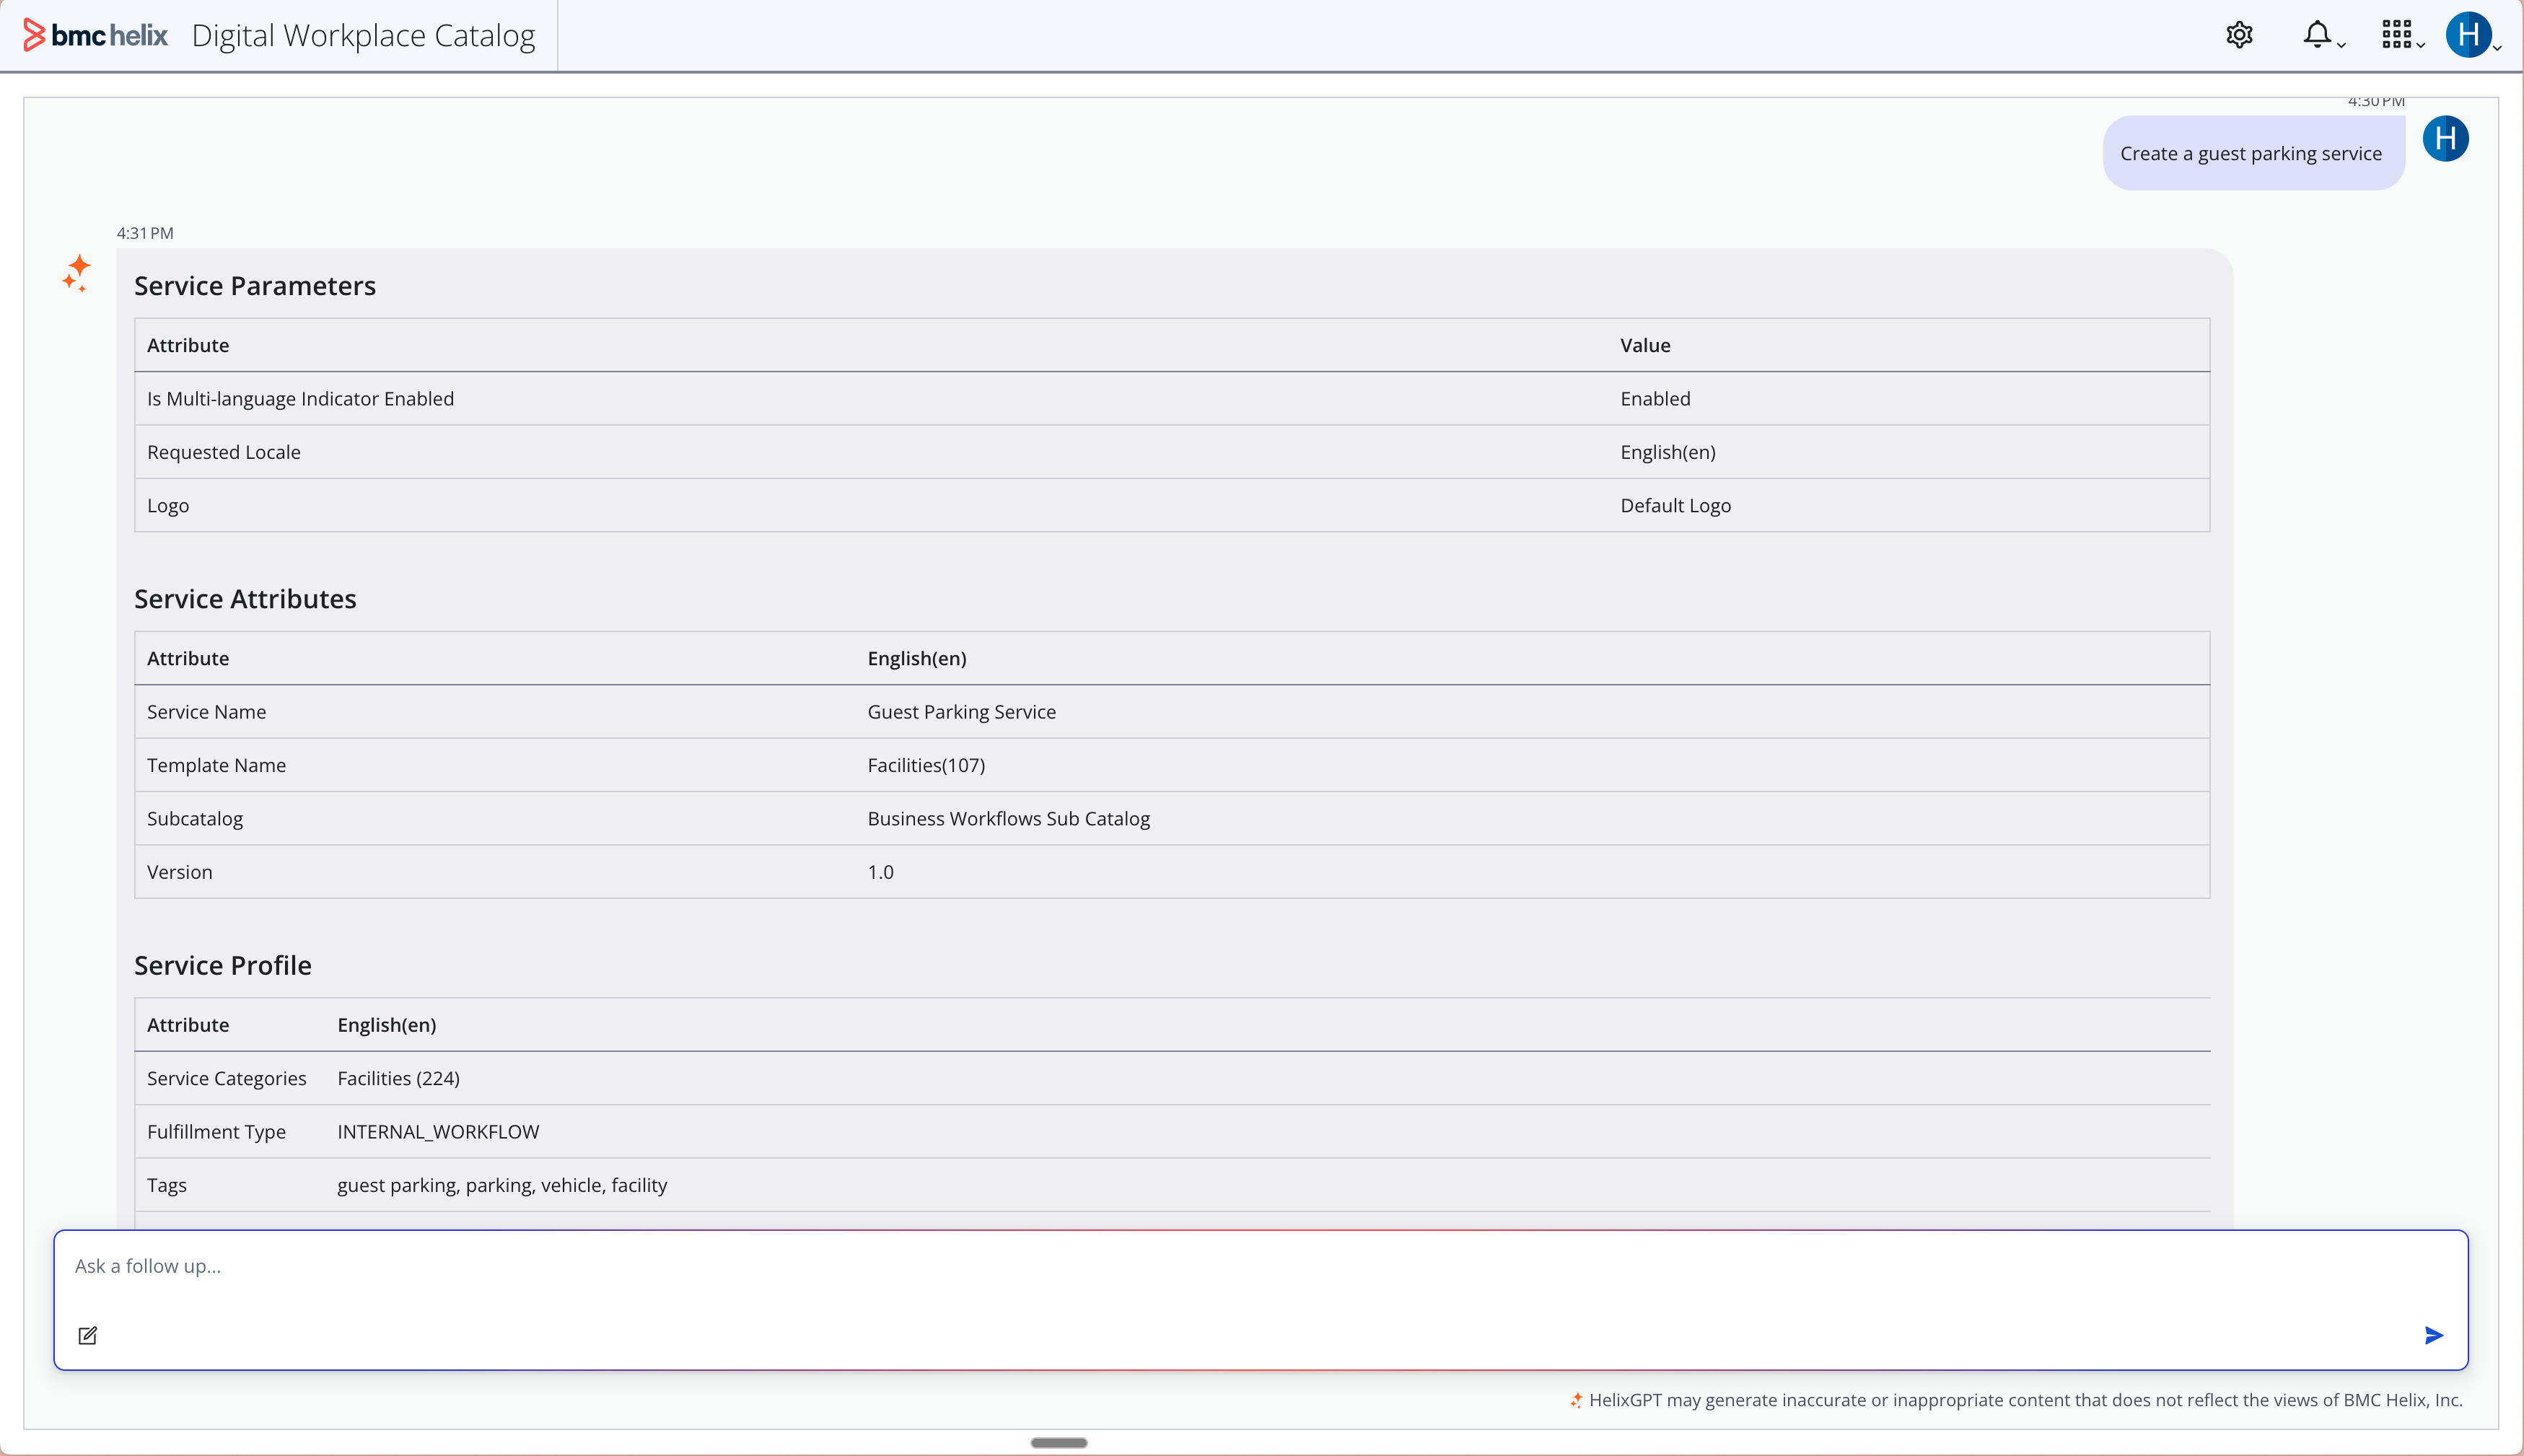 bmc helix Digital Workplace Catalog
H
4:30 PM
Create a guest parking service
H
4:31 PM
Service Parameters
Attribute Value
Is Multi-language Indicator Enabled Enabled
Requested Locale English(en)
Logo Default Logo
Service Attributes
Attribute English(en)
Service Name Guest Parking Service
Template Name Facilities(107)
Subcatalog Business Workflows Sub Catalog
Version 1.0
Service Profile
Attribute English(en)
Service Categories Facilities (224)
Fulfillment Type INTERNAL_WORKFLOW
Tags guest parking, parking, vehicle, facility
Ask a follow up...
HelixGPT may generate inaccurate or inappropriate content that does not reflect the views of BMC Helix, Inc.